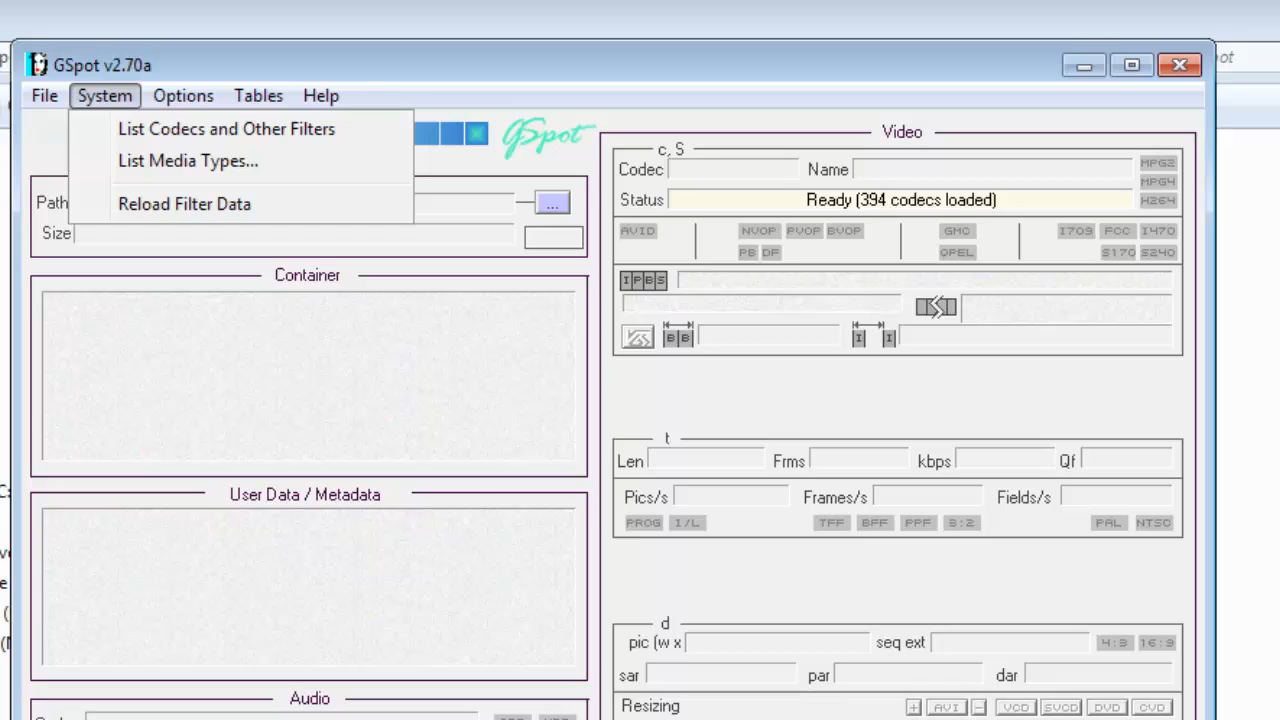 ot
GSpot v2.70a
File System Options Tables Help
List Codecs and Other Filters
List Media Types...
Reload Filter Data
GSpot
Path
...
Size
Container
User Data / Metadata
Audio
Video
c, S
Codec Name MPG2
MPG4
Status Ready (394 codecs loaded) H264
AVID NVOP PVOP BVOP GMC I709 FCC I470
PB DF QPEL S170 S240
I P B S
B B I I
t
Len Frms kbps Qf
Pics/s Frames/s Fields/s
PROG I/L TFF BFF PPF 3:2 PAL NTSC
d
pic (w x seq ext 4:3 16:9
sar par dar
Resizing + AVI - VCD SVCD DVD CVD